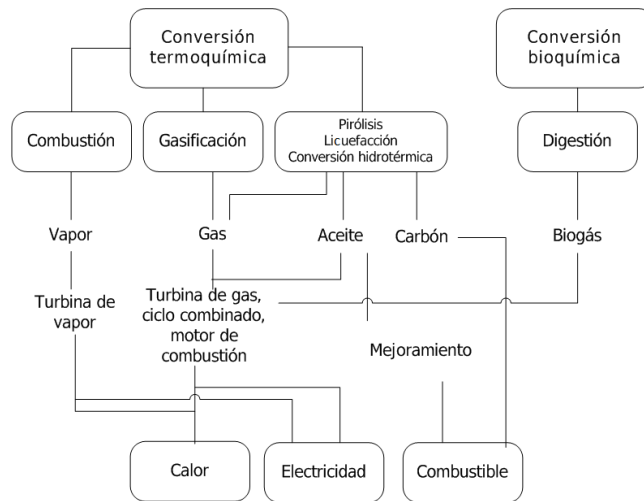 Conversión
termoquímica
Conversión
bioquímica
Combustión
Gasificación
Pirólisis
Licuefacción
Conversión hidrotérmica
Digestión
Vapor
Gas
Aceite
Carbón
Biogás
Turbina de
vapor
Turbina de gas,
ciclo combinado,
motor de
combustión
Mejoramiento
Calor
Electricidad
Combustible